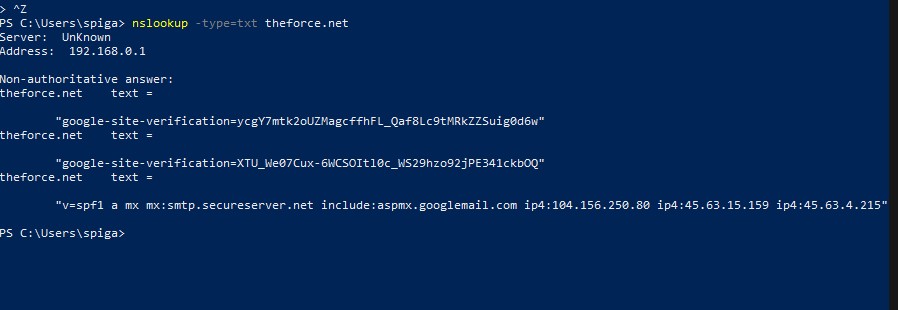 > ^Z
PS C:\Users\spiga> nslookup -type=txt theforce.net
Server:  UnKnown
Address:  192.168.0.1
Non-authoritative answer:
theforce.net    text =
"google-site-verification=ycgY7mtk2oUZMagcffhFL_Qaf8Lc9tMRkZZSuig0d6w"
theforce.net    text =
"google-site-verification=XTU_We07Cux-6WCSOItl0c_WS29hzo92jPE341ckbOQ"
theforce.net    text =
"v=spf1 a mx mx:smtp.secureserver.net include:aspmx.googlemail.com ip4:104.156.250.80 ip4:45.63.15.159 ip4:45.63.4.215"
PS C:\Users\spiga>